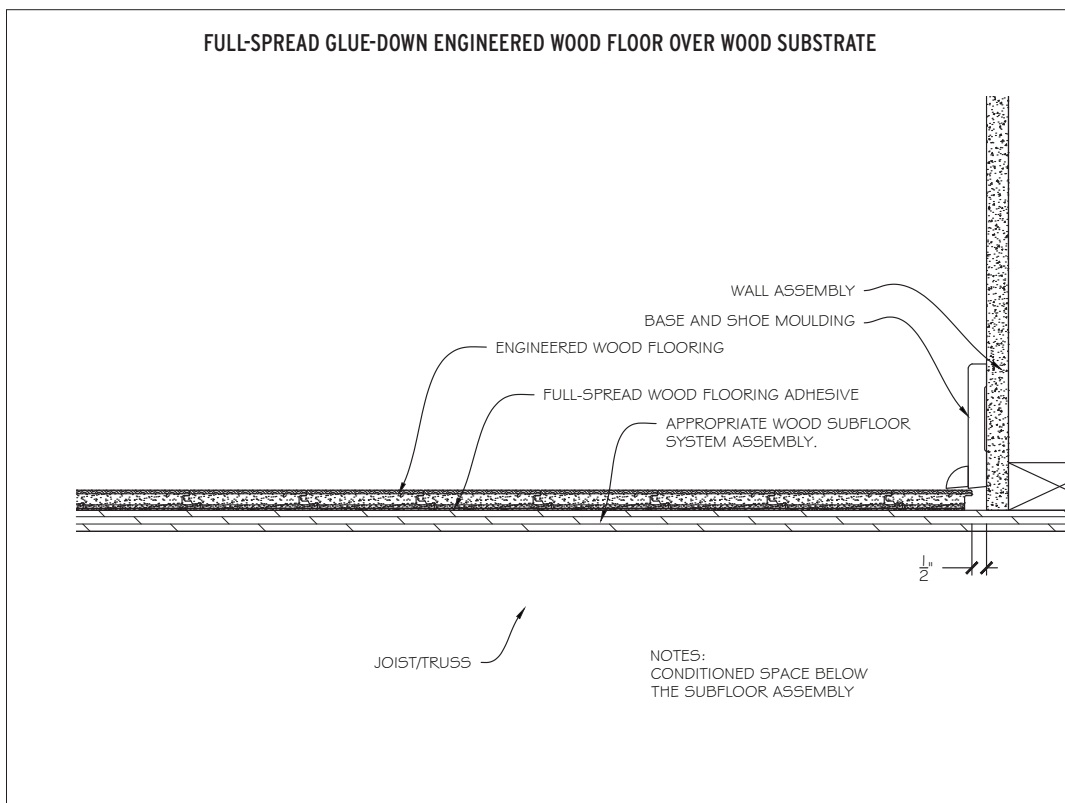 FULL-SPREAD GLUE-DOWN ENGINEERED WOOD FLOOR OVER WOOD SUBSTRATE
WALL ASSEMBLY
BASE AND SHOE MOULDING
ENGINEERED WOOD FLOORING
FULL-SPREAD WOOD FLOORING ADHESIVE
APPROPRIATE WOOD SUBFLOOR
SYSTEM ASSEMBLY.
1/2"
JOIST/TRUSS
NOTES:
CONDITIONED SPACE BELOW
THE SUBFLOOR ASSEMBLY